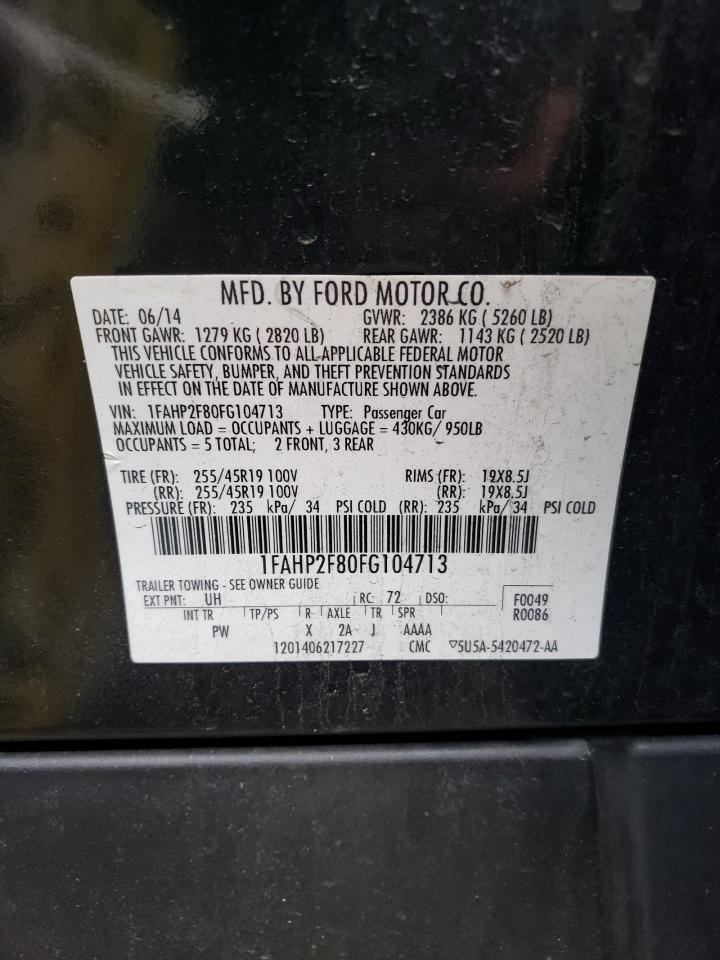 MFD. BY FORD MOTOR CO.
DATE: 06/14 GVWR: 2386 KG ( 5260 LB)
FRONT GAWR: 1279 KG ( 2820 LB) REAR GAWR: 1143 KG ( 2520 LB)
THIS VEHICLE CONFORMS TO ALL APPLICABLE FEDERAL MOTOR
VEHICLE SAFETY, BUMPER, AND THEFT PREVENTION STANDARDS
IN EFFECT ON THE DATE OF MANUFACTURE SHOWN ABOVE.
VIN: 1FAHP2F80FG104713 TYPE: Passenger Car
MAXIMUM LOAD = OCCUPANTS + LUGGAGE = 430KG/ 950LB
OCCUPANTS = 5 TOTAL; 2 FRONT, 3 REAR
TIRE (FR): 255/45R19 100V RIMS (FR): 19X8.5J
(RR): 255/45R19 100V (RR): 19X8.5J
PRESSURE (FR): 235 kPa/ 34 PSI COLD (RR): 235 kPa/ 34 PSI COLD
1FAHP2F80FG104713
TRAILER TOWING - SEE OWNER GUIDE
EXT PNT: UH RC: 72 DSO: F0049
INT TR TP/PS R AXLE TR SPR R0086
PW X 2A J AAAA
1201406217227 CMC ▽5U5A-5420472-AA